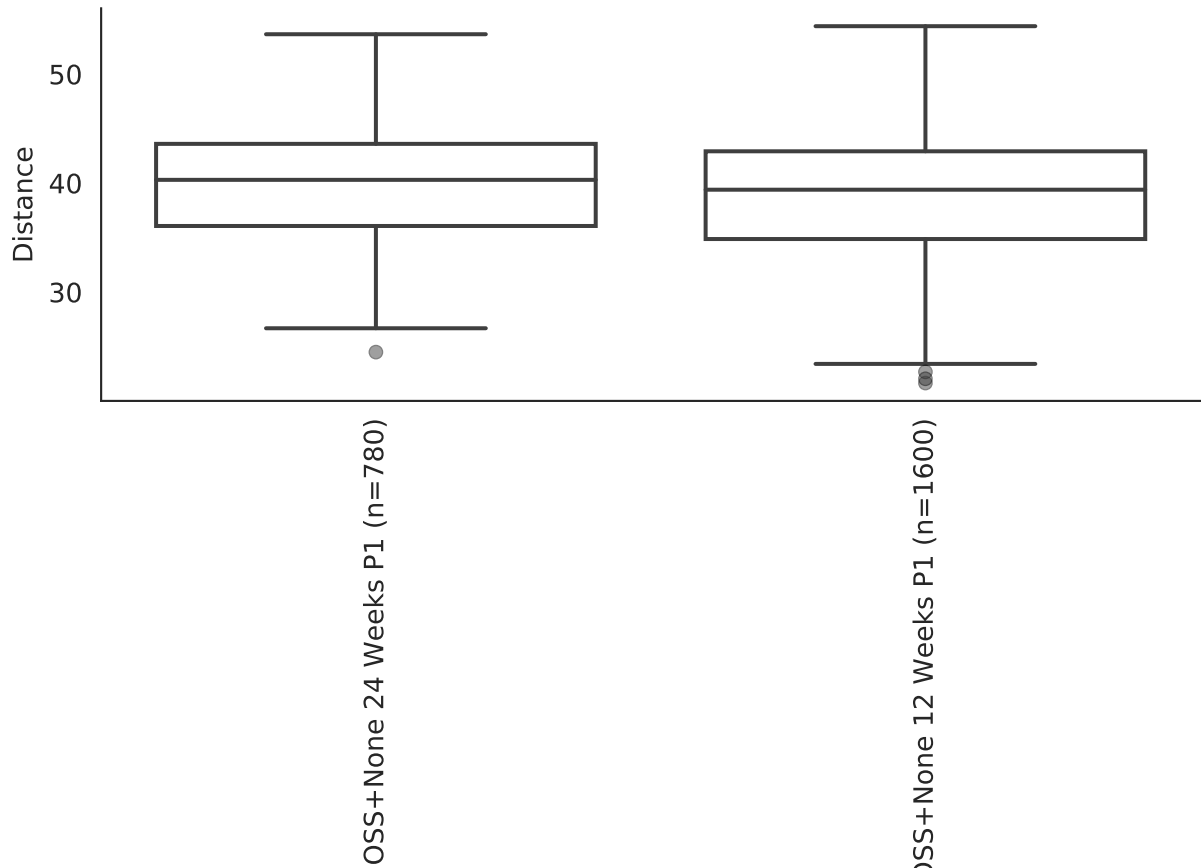 Distance
50
40
30
OSS+None 24 Weeks P1 (n=780)
OSS+None 12 Weeks P1 (n=1600)